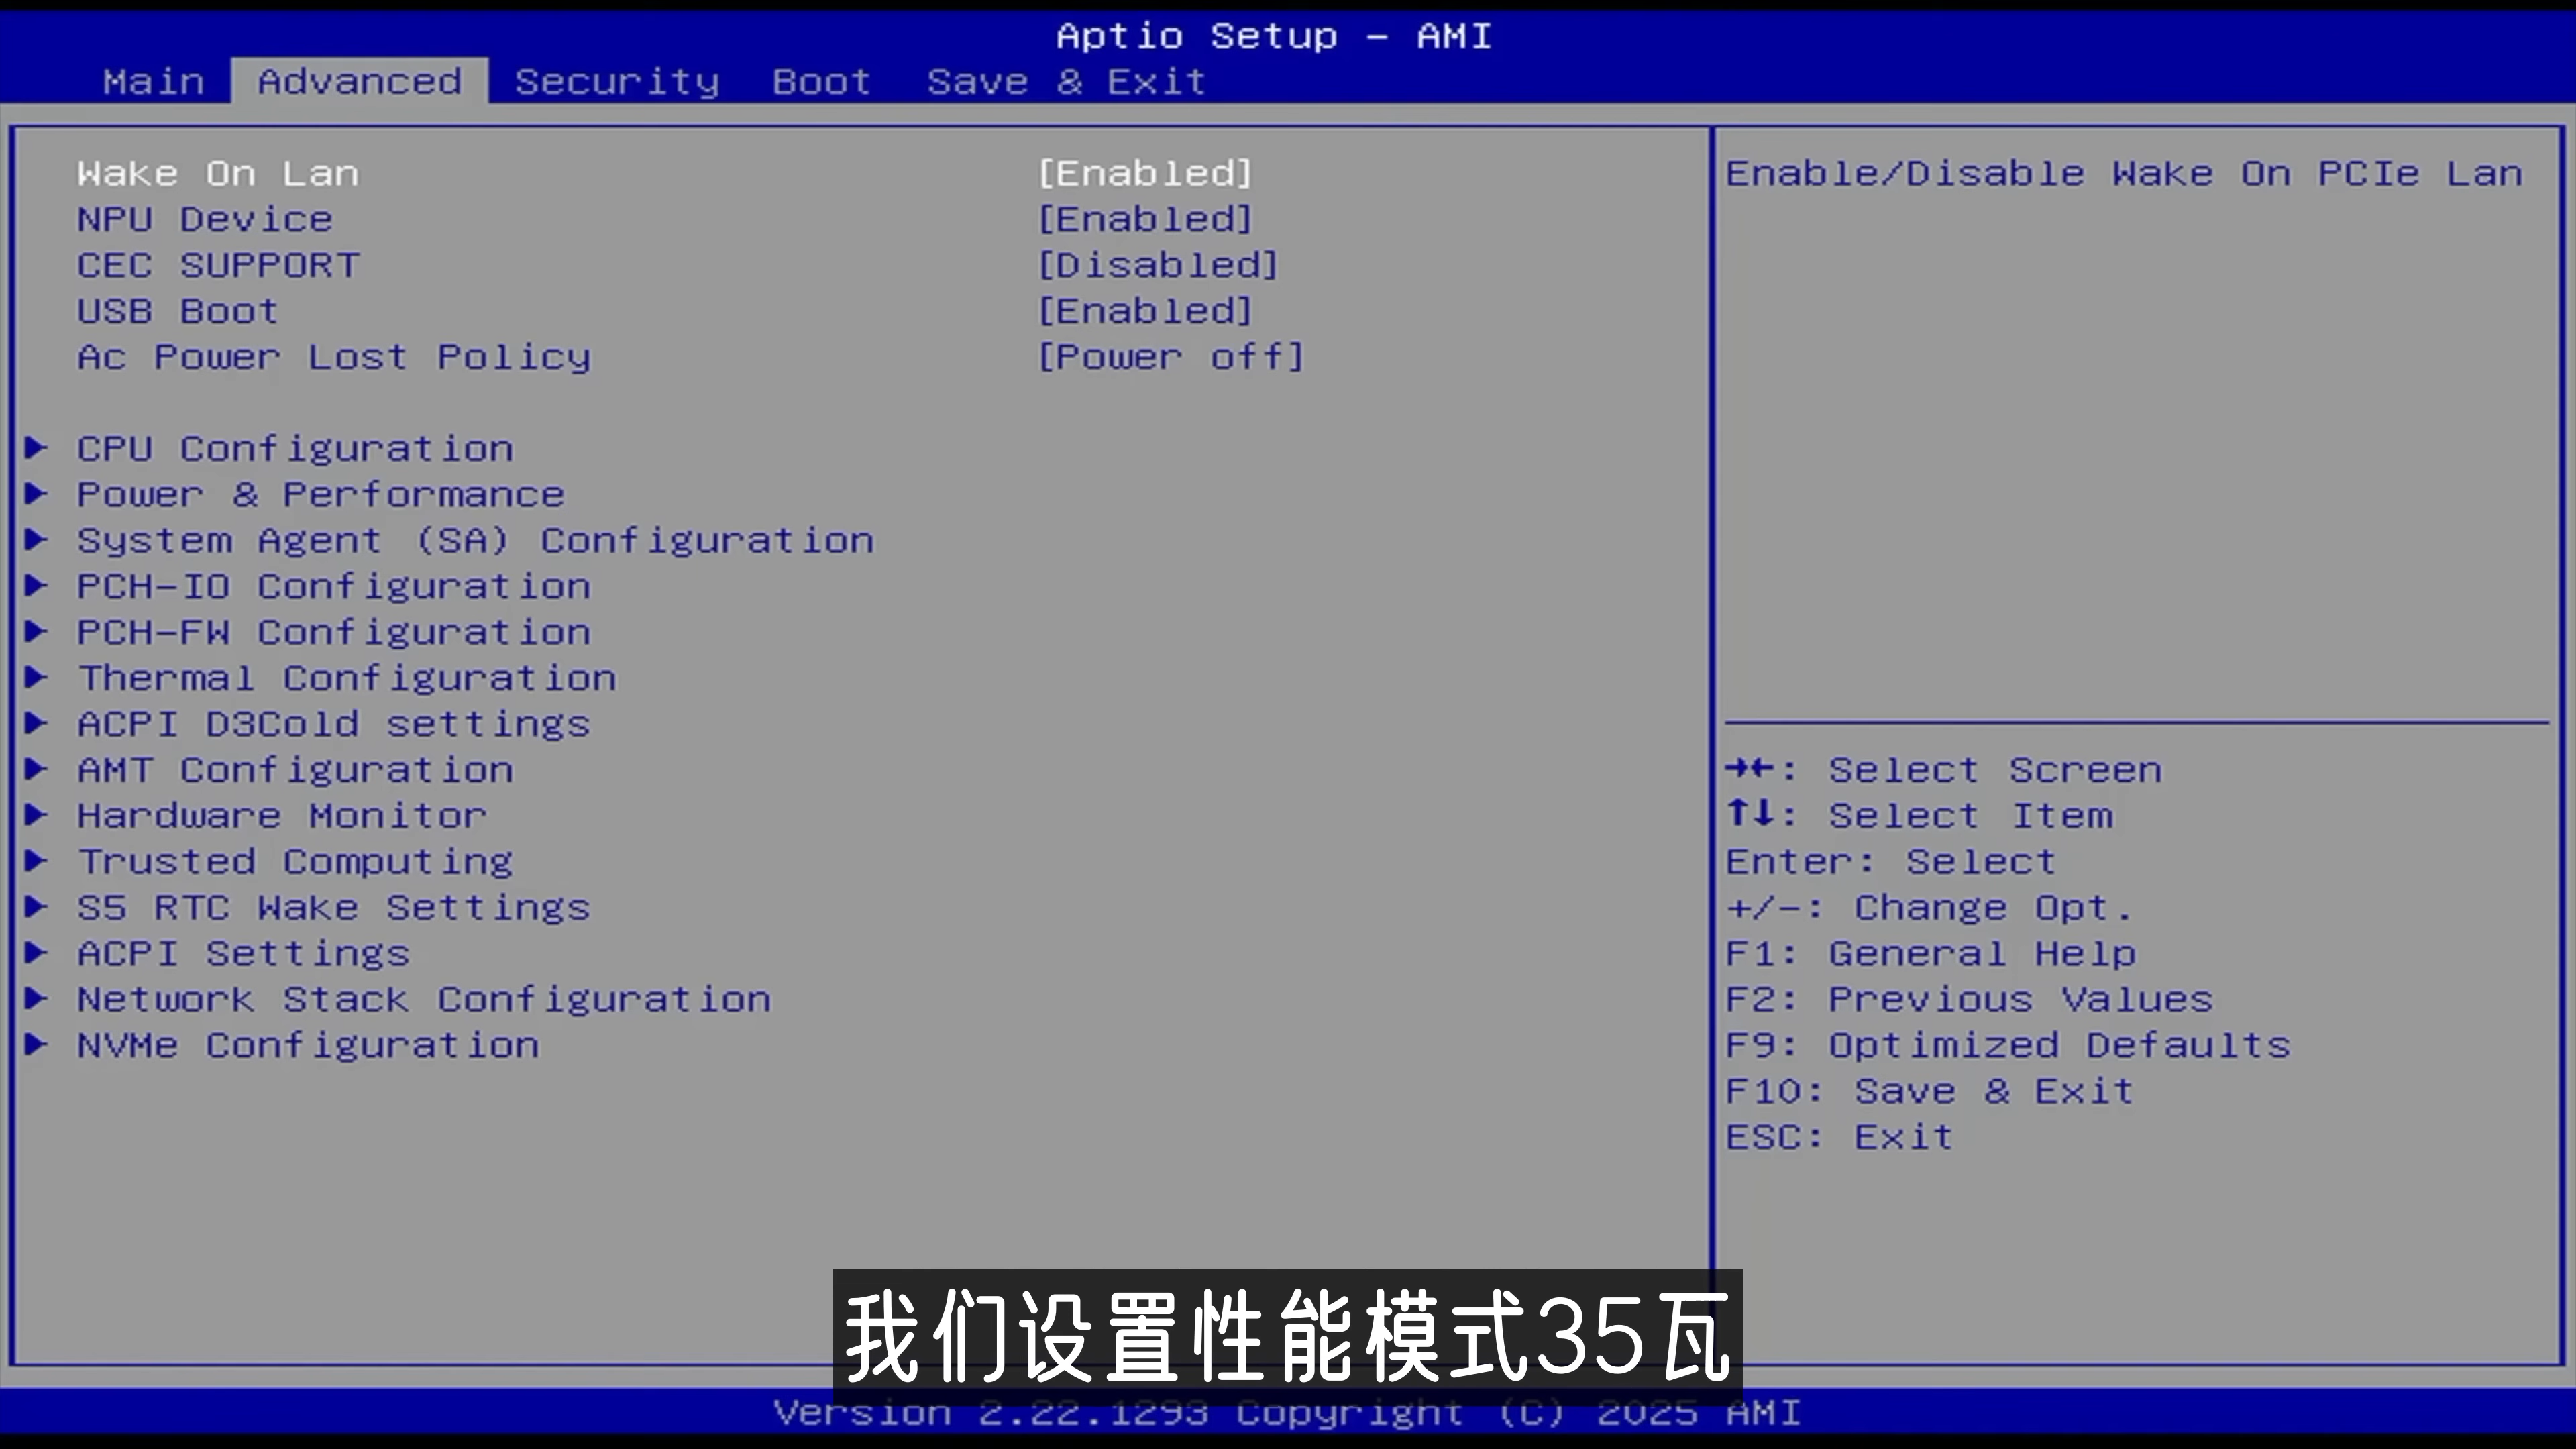 Aptio Setup - AMI
Main Advanced Security Boot Save & Exit
Wake On Lan [Enabled] Enable/Disable Wake On PCIe Lan
NPU Device [Enabled]
CEC SUPPORT [Disabled]
USB Boot [Enabled]
Ac Power Lost Policy [Power off]
► CPU Configuration
► Power & Performance
► System Agent (SA) Configuration
► PCH-IO Configuration
► PCH-FW Configuration
► Thermal Configuration
► ACPI D3Cold settings
► AMT Configuration
► Hardware Monitor
► Trusted Computing
► S5 RTC Wake Settings
► ACPI Settings
► Network Stack Configuration
► NVMe Configuration
→←: Select Screen
↑↓: Select Item
Enter: Select
+/-: Change Opt.
F1: General Help
F2: Previous Values
F9: Optimized Defaults
F10: Save & Exit
ESC: Exit
我们设置性能模式35瓦
Version 2.22.1293 Copyright (C) 2025 AMI